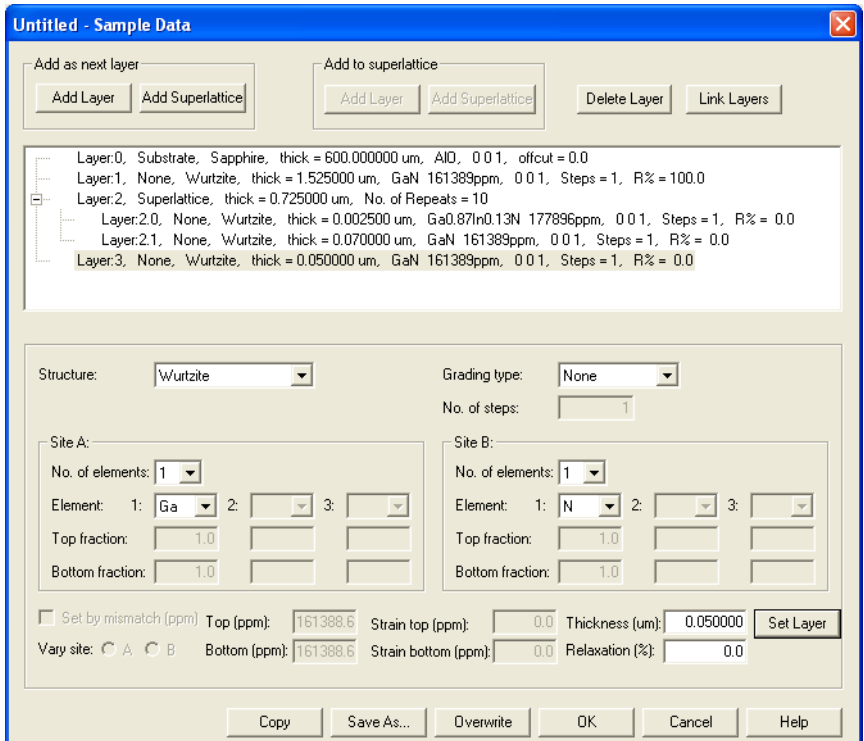 Untitled - Sample Data
Add as next layer
Add to superlattice
Add Layer Add Superlattice Add Layer Add Superlattice Delete Layer Link Layers
Layer:0, Substrate, Sapphire, thick = 600.000000 um, AlO, 0 0 1, offcut = 0.0
Layer:1, None, Wurtzite, thick = 1.525000 um, GaN 161389ppm, 0 0 1, Steps = 1, R% = 100.0
Layer:2, Superlattice, thick = 0.725000 um, No. of Repeats = 10
Layer:2.0, None, Wurtzite, thick = 0.002500 um, Ga0.87In0.13N 177896ppm, 0 0 1, Steps = 1, R% = 0.0
Layer:2.1, None, Wurtzite, thick = 0.070000 um, GaN 161389ppm, 0 0 1, Steps = 1, R% = 0.0
Layer:3, None, Wurtzite, thick = 0.050000 um, GaN 161389ppm, 0 0 1, Steps = 1, R% = 0.0
Structure: Wurtzite Grading type: None
No. of steps: 1
Site A:
No. of elements: 1
Element: 1: Ga 2: 3:
Top fraction: 1.0
Bottom fraction: 1.0
Site B:
No. of elements: 1
Element: 1: N 2: 3:
Top fraction: 1.0
Bottom fraction: 1.0
Set by mismatch (ppm) Top (ppm): 161388.6 Strain top (ppm): 0.0 Thickness (um): 0.050000 Set Layer
Vary site: A B Bottom (ppm): 161388.6 Strain bottom (ppm): 0.0 Relaxation (%): 0.0
Copy Save As... Overwrite OK Cancel Help